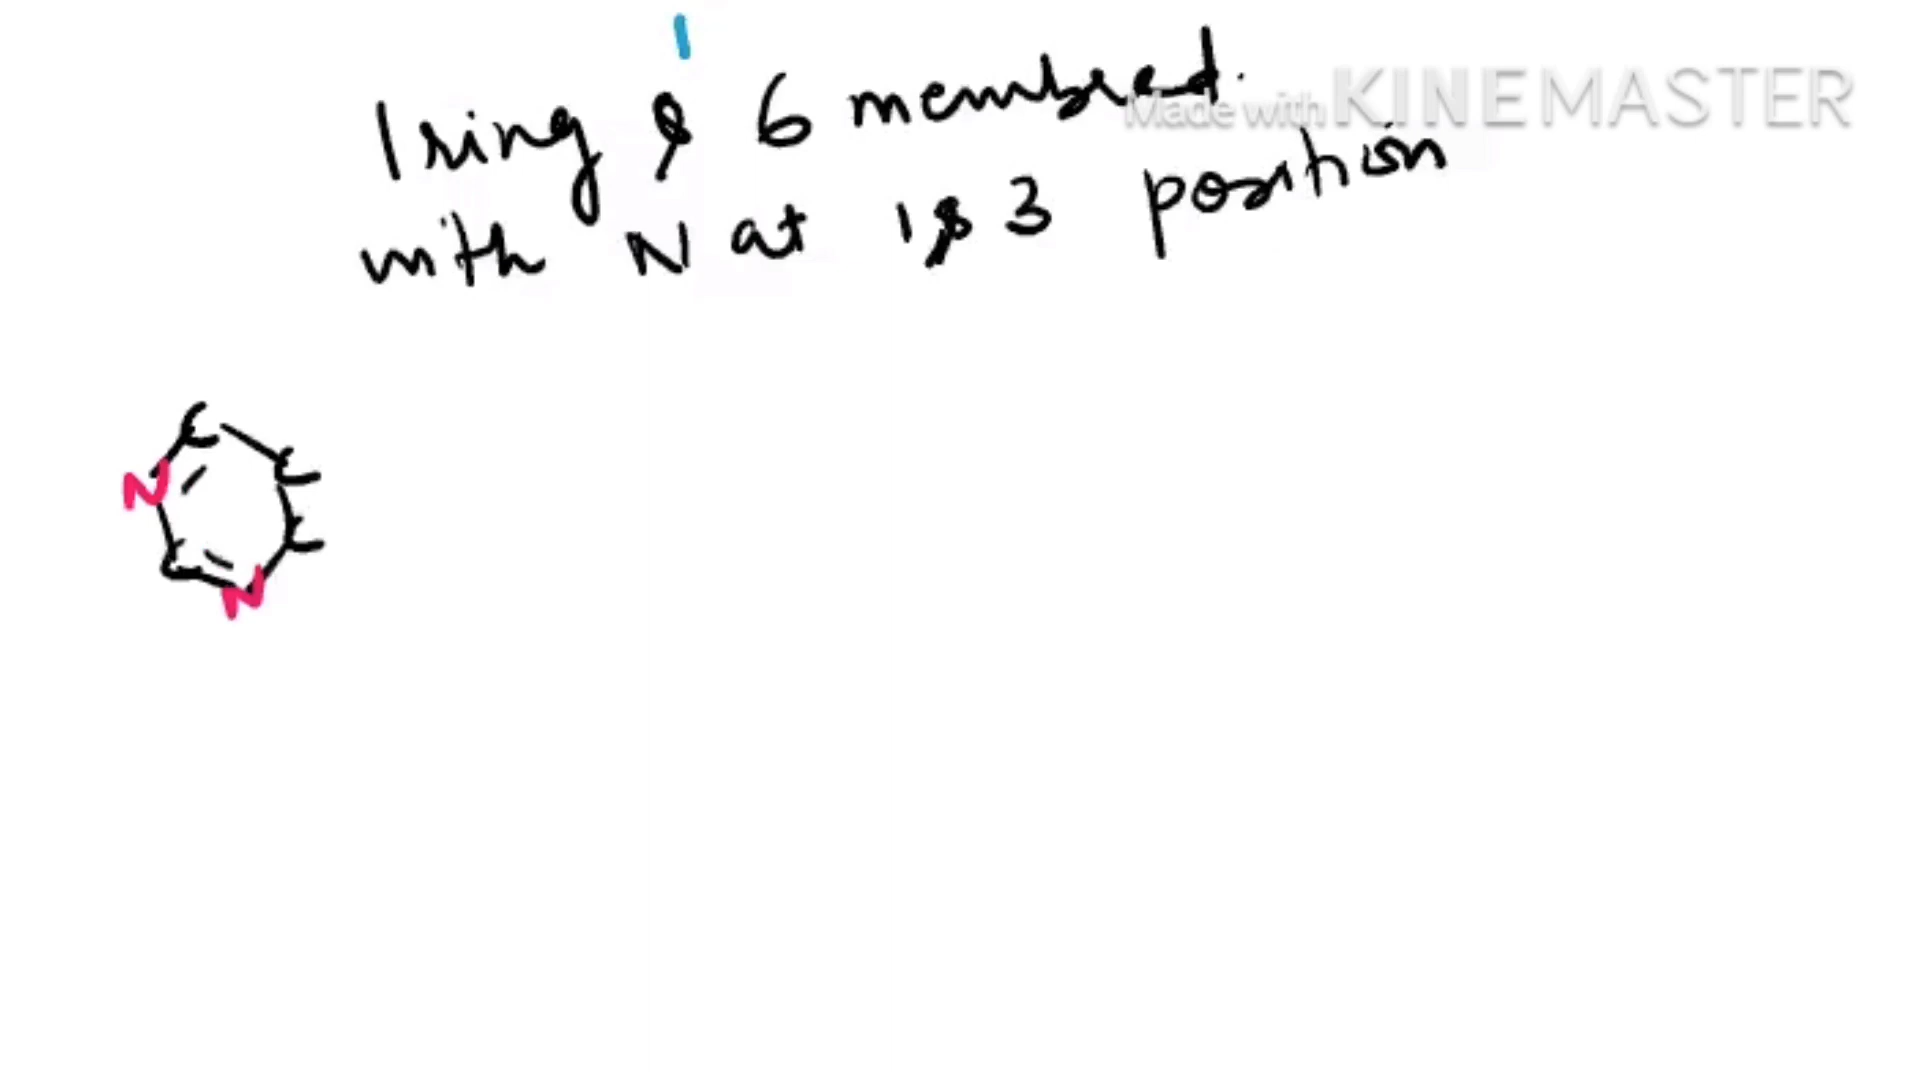 1 ring & 6 membered.
Made with KINEMASTER
with N at 1 & 3 position
C
N C
C
C
N